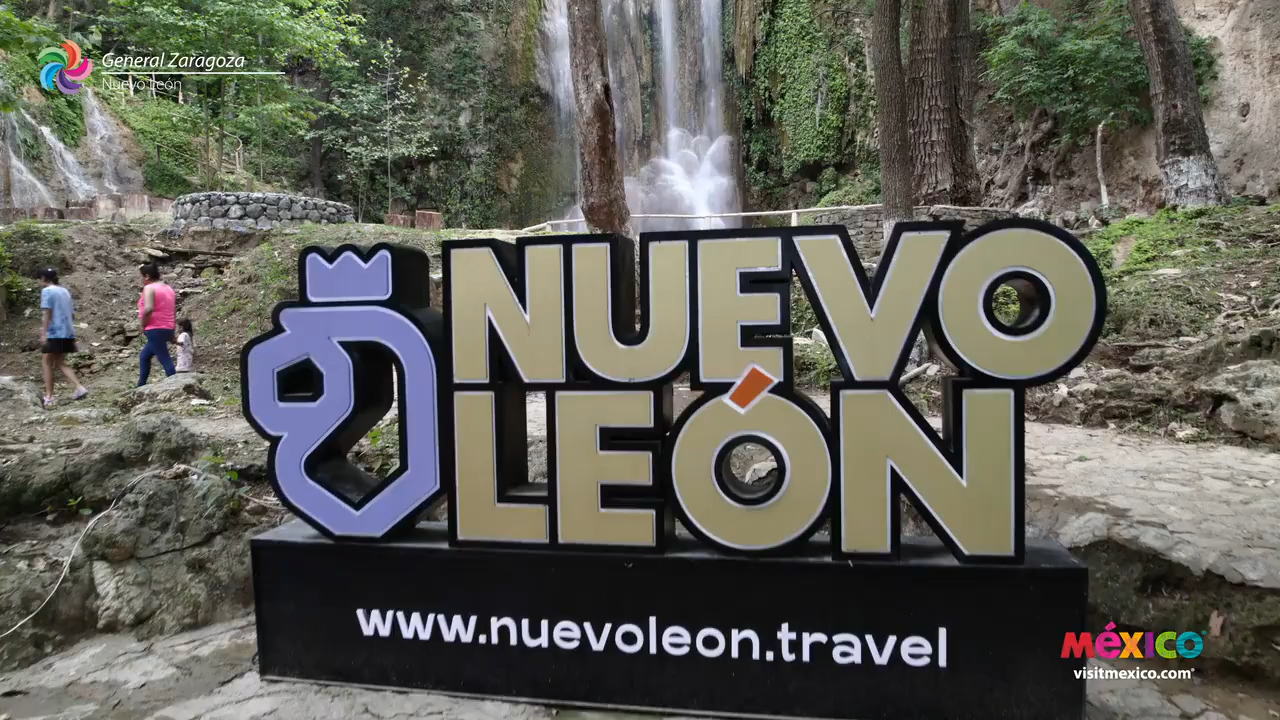 General Zaragoza
Nuevo León
NUEVO
LEÓN
www.nuevoleon.travel
MÉXICO
visitmexico.com